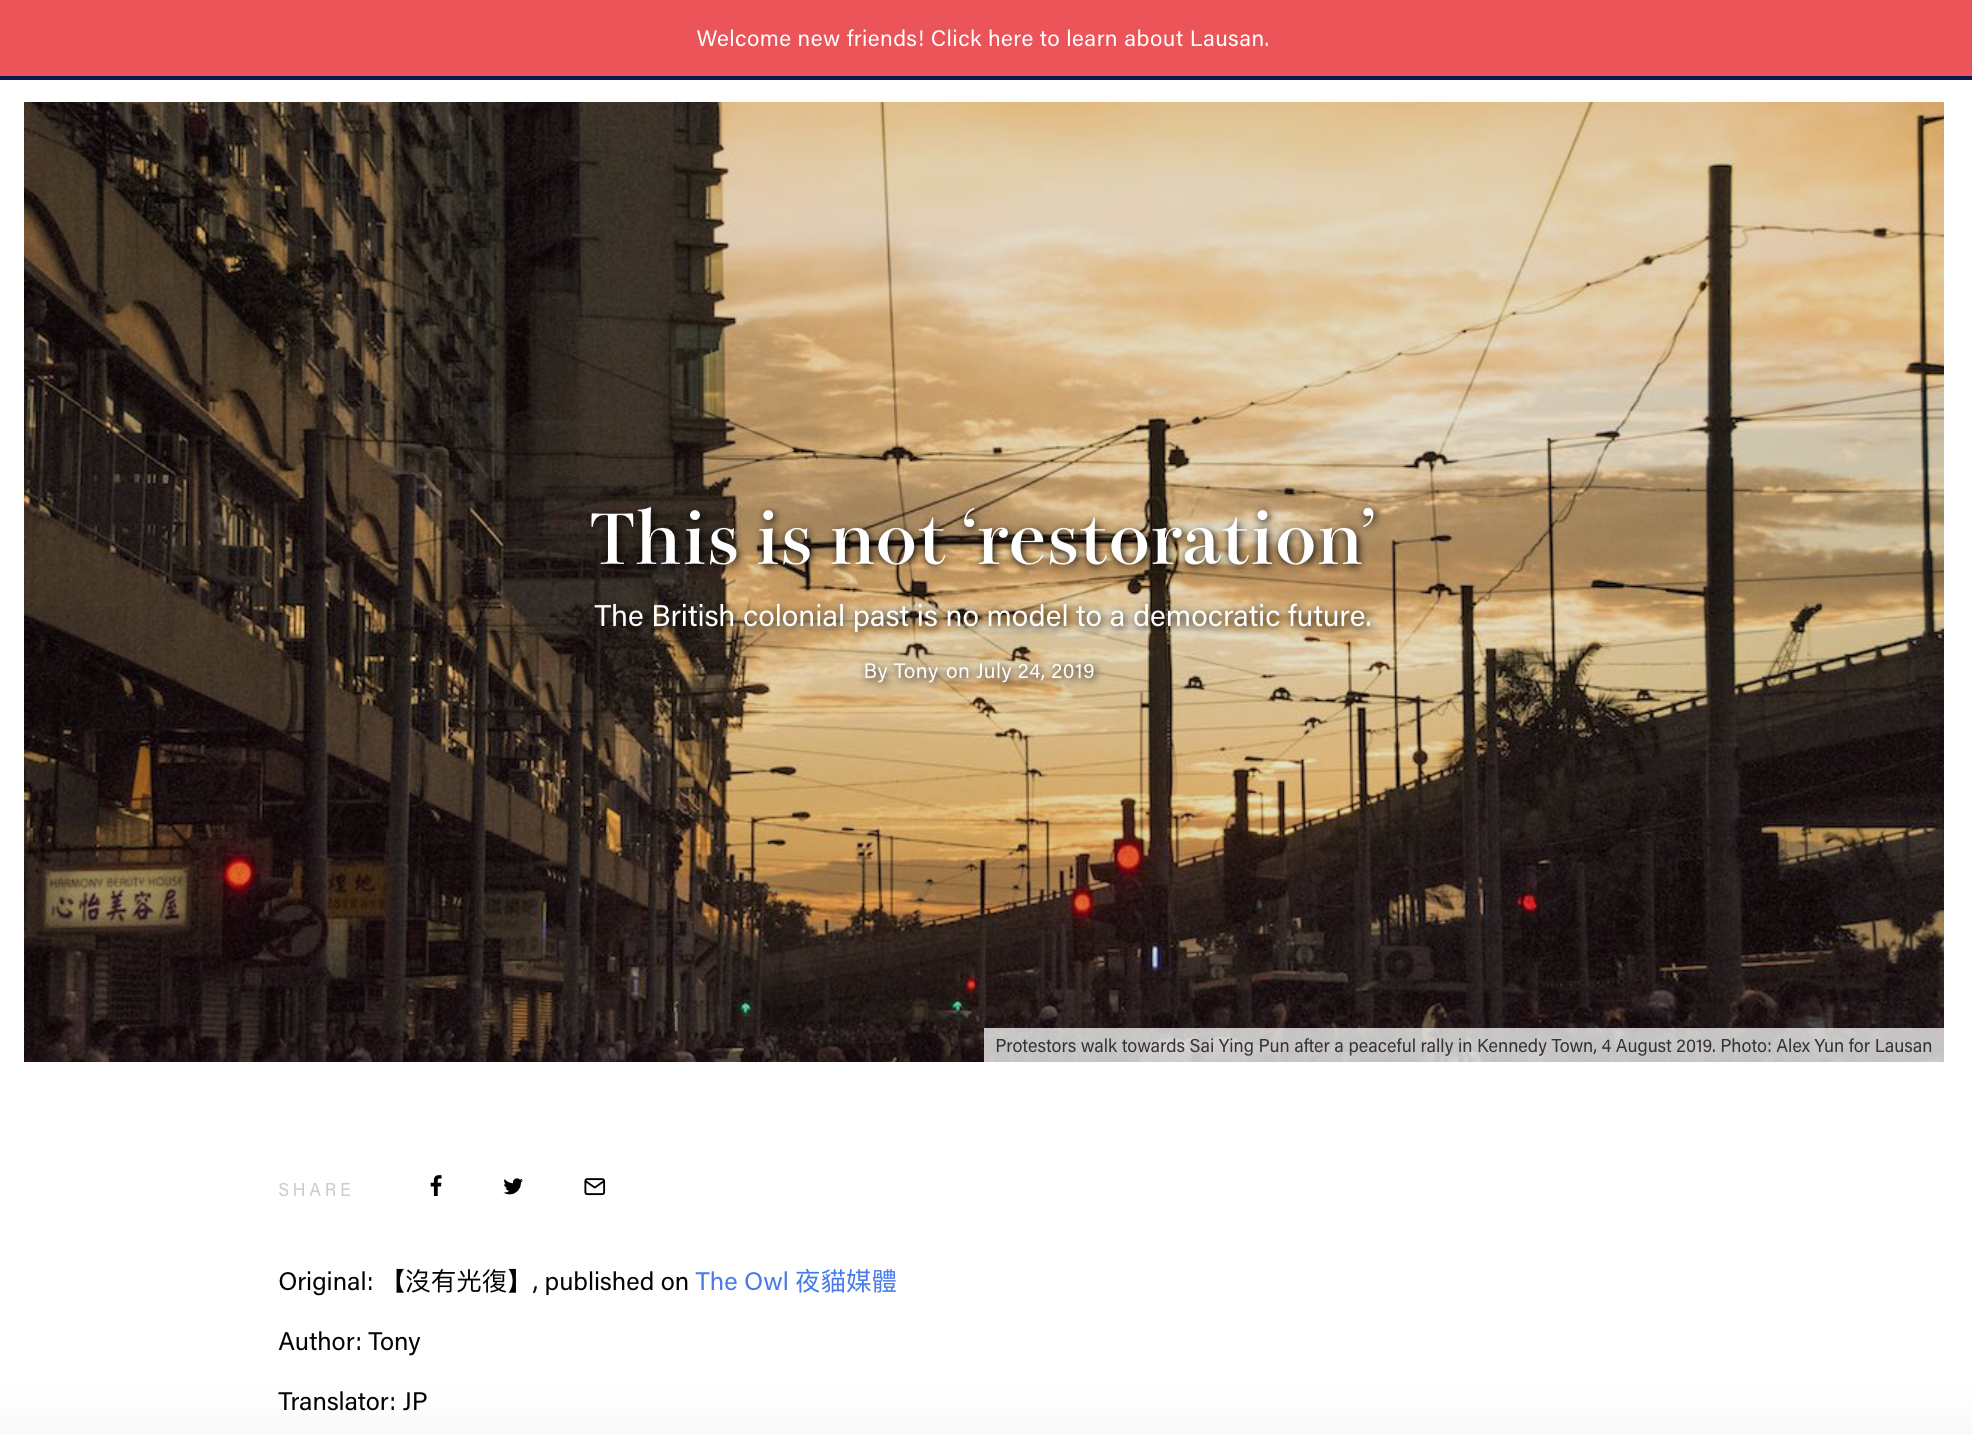 Welcome new friends! Click here to learn about Lausan.
This is not ‘restoration’
The British colonial past is no model to a democratic future.
By Tony on July 24, 2019
HARMONY BEAUTY HOUSE
心怡美容屋
Protestors walk towards Sai Ying Pun after a peaceful rally in Kennedy Town, 4 August 2019. Photo: Alex Yun for Lausan
SHARE
Original: 【沒有光復】, published on The Owl 夜貓媒體
Author: Tony
Translator: JP